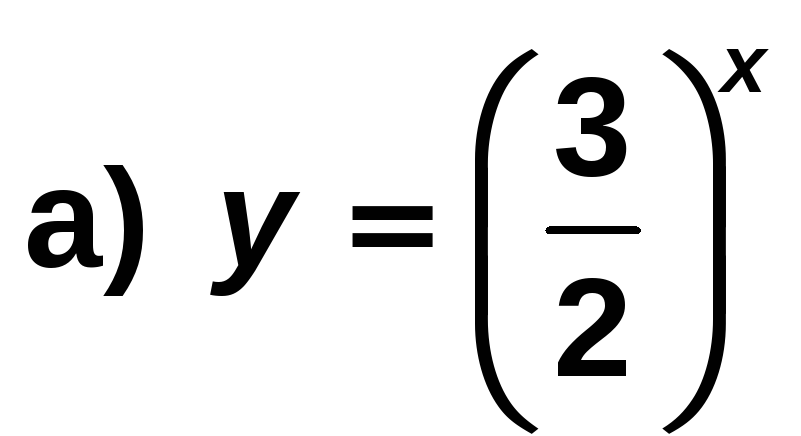 a) y = (3/2)^x